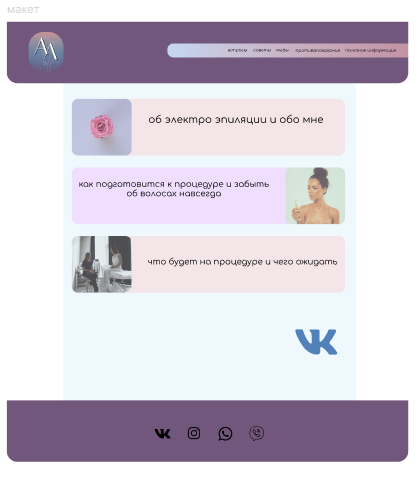 макет
AA
вопросы советы мифы противопоказания полезная информация
об электро эпиляции и обо мне
как подготовится к процедуре и забыть
об волосах навсегда
что будет на процедуре и чего ожидать